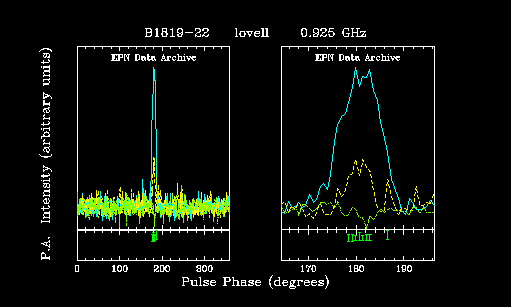 B1819-22 lovell 0.925 GHz
EPN Data Archive EPN Data Archive
P.A. Intensity (arbitrary units)
0 100 200 300 170 180 190
Pulse Phase (degrees)